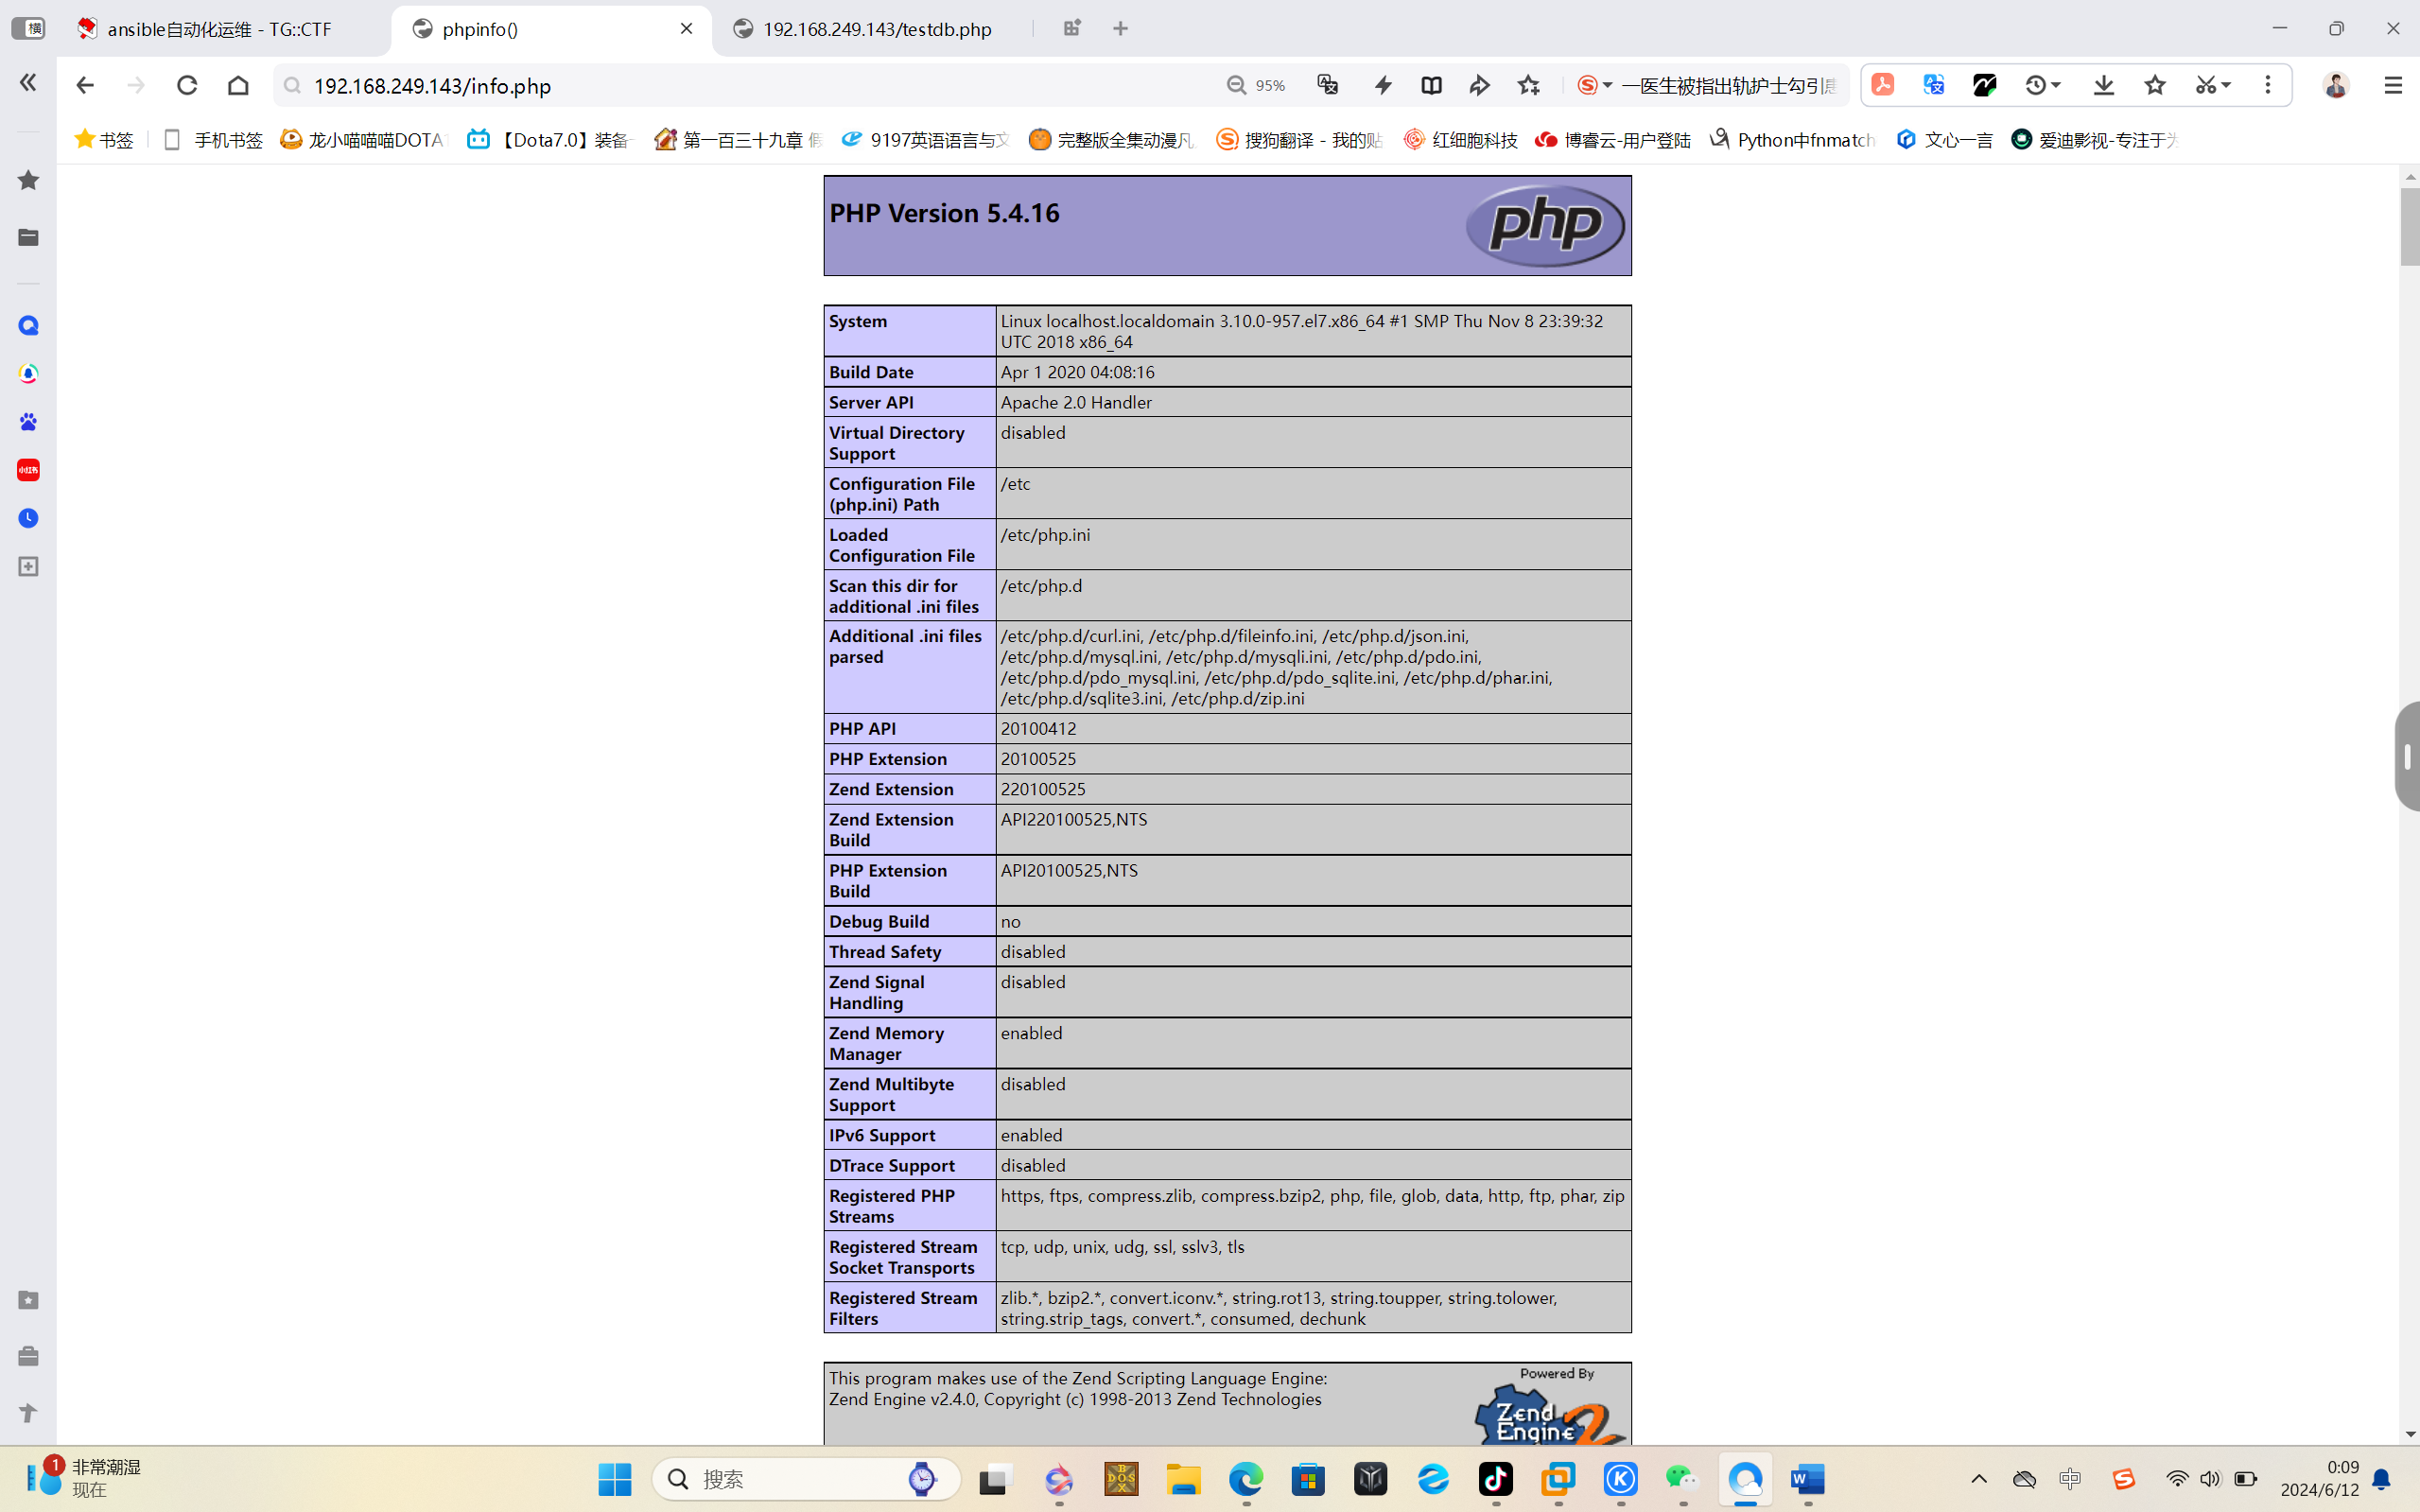 横
ansible自动化运维 - TG::CTF
phpinfo()
192.168.249.143/testdb.php
192.168.249.143/info.php
95%
一医生被指出轨护士勾引
书签
手机书签
龙小喵喵喵DOTA
【Dota7.0】装备
第一百三十九章
9197英语语言与文
完整版全集动漫凡
搜狗翻译 - 我的贴
红细胞科技
博睿云-用户登陆
Python中fnmatch
文心一言
爱迪影视-专注于
小红书
PHP Version 5.4.16
php
System
Linux localhost.localdomain 3.10.0-957.el7.x86_64 #1 SMP Thu Nov 8 23:39:32
UTC 2018 x86_64
Build Date
Apr 1 2020 04:08:16
Server API
Apache 2.0 Handler
Virtual Directory
Support
disabled
Configuration File
(php.ini) Path
/etc
Loaded
Configuration File
/etc/php.ini
Scan this dir for
additional .ini files
/etc/php.d
Additional .ini files
parsed
/etc/php.d/curl.ini, /etc/php.d/fileinfo.ini, /etc/php.d/json.ini,
/etc/php.d/mysql.ini, /etc/php.d/mysqli.ini, /etc/php.d/pdo.ini,
/etc/php.d/pdo_mysql.ini, /etc/php.d/pdo_sqlite.ini, /etc/php.d/phar.ini,
/etc/php.d/sqlite3.ini, /etc/php.d/zip.ini
PHP API
20100412
PHP Extension
20100525
Zend Extension
220100525
Zend Extension
Build
API220100525,NTS
PHP Extension
Build
API20100525,NTS
Debug Build
no
Thread Safety
disabled
Zend Signal
Handling
disabled
Zend Memory
Manager
enabled
Zend Multibyte
Support
disabled
IPv6 Support
enabled
DTrace Support
disabled
Registered PHP
Streams
https, ftps, compress.zlib, compress.bzip2, php, file, glob, data, http, ftp, phar, zip
Registered Stream
Socket Transports
tcp, udp, unix, udg, ssl, sslv3, tls
Registered Stream
Filters
zlib.*, bzip2.*, convert.iconv.*, string.rot13, string.toupper, string.tolower,
string.strip_tags, convert.*, consumed, dechunk
This program makes use of the Zend Scripting Language Engine:
Zend Engine v2.4.0, Copyright (c) 1998-2013 Zend Technologies
Powered By
Zend
Engine 2
1
非常潮湿
现在
搜索
中
0:09
2024/6/12